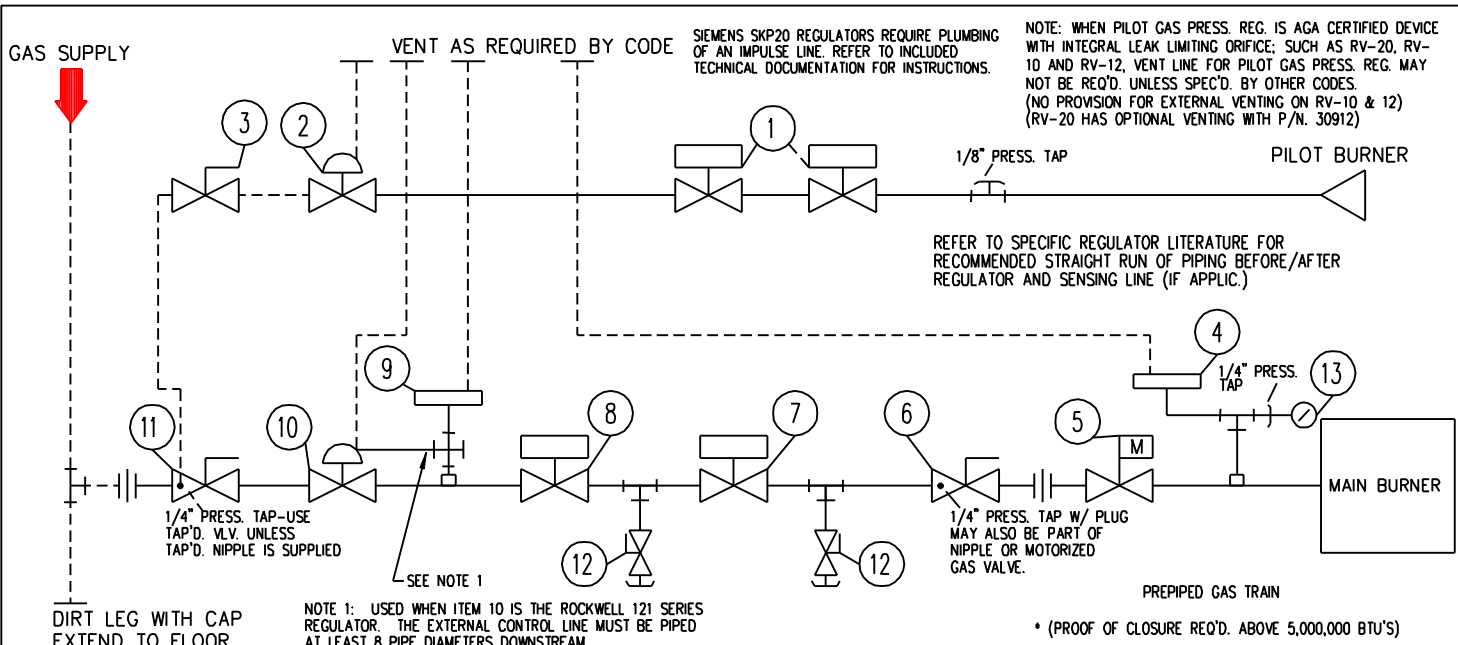 GAS SUPPLY
VENT AS REQUIRED BY CODE
SIEMENS SKP20 REGULATORS REQUIRE PLUMBING
OF AN IMPULSE LINE. REFER TO INCLUDED
TECHNICAL DOCUMENTATION FOR INSTRUCTIONS.
NOTE: WHEN PILOT GAS PRESS. REG. IS AGA CERTIFIED DEVICE
WITH INTEGRAL LEAK LIMITING ORIFICE; SUCH AS RV-20, RV-
10 AND RV-12, VENT LINE FOR PILOT GAS PRESS. REG. MAY
NOT BE REQ'D. UNLESS SPEC'D. BY OTHER CODES.
(NO PROVISION FOR EXTERNAL VENTING ON RV-10 & 12)
(RV-20 HAS OPTIONAL VENTING WITH P/N. 30912)
3
2
1
1/8" PRESS. TAP
PILOT BURNER
REFER TO SPECIFIC REGULATOR LITERATURE FOR
RECOMMENDED STRAIGHT RUN OF PIPING BEFORE/AFTER
REGULATOR AND SENSING LINE (IF APPLIC.)
4
9
1/4" PRESS.
TAP
13
11
10
8
7
6
5
M
MAIN BURNER
1/4" PRESS. TAP-USE
TAP'D. VLV. UNLESS
TAP'D. NIPPLE IS SUPPLIED
1/4" PRESS. TAP W/ PLUG
MAY ALSO BE PART OF
NIPPLE OR MOTORIZED
GAS VALVE.
12
12
SEE NOTE 1
PREPIPED GAS TRAIN
DIRT LEG WITH CAP
EXTEND TO FLOOR
NOTE 1: USED WHEN ITEM 10 IS THE ROCKWELL 121 SERIES
REGULATOR. THE EXTERNAL CONTROL LINE MUST BE PIPED
AT LEAST 8 PIPE DIAMETERS DOWNSTREAM
* (PROOF OF CLOSURE REQ'D. ABOVE 5,000,000 BTU'S)